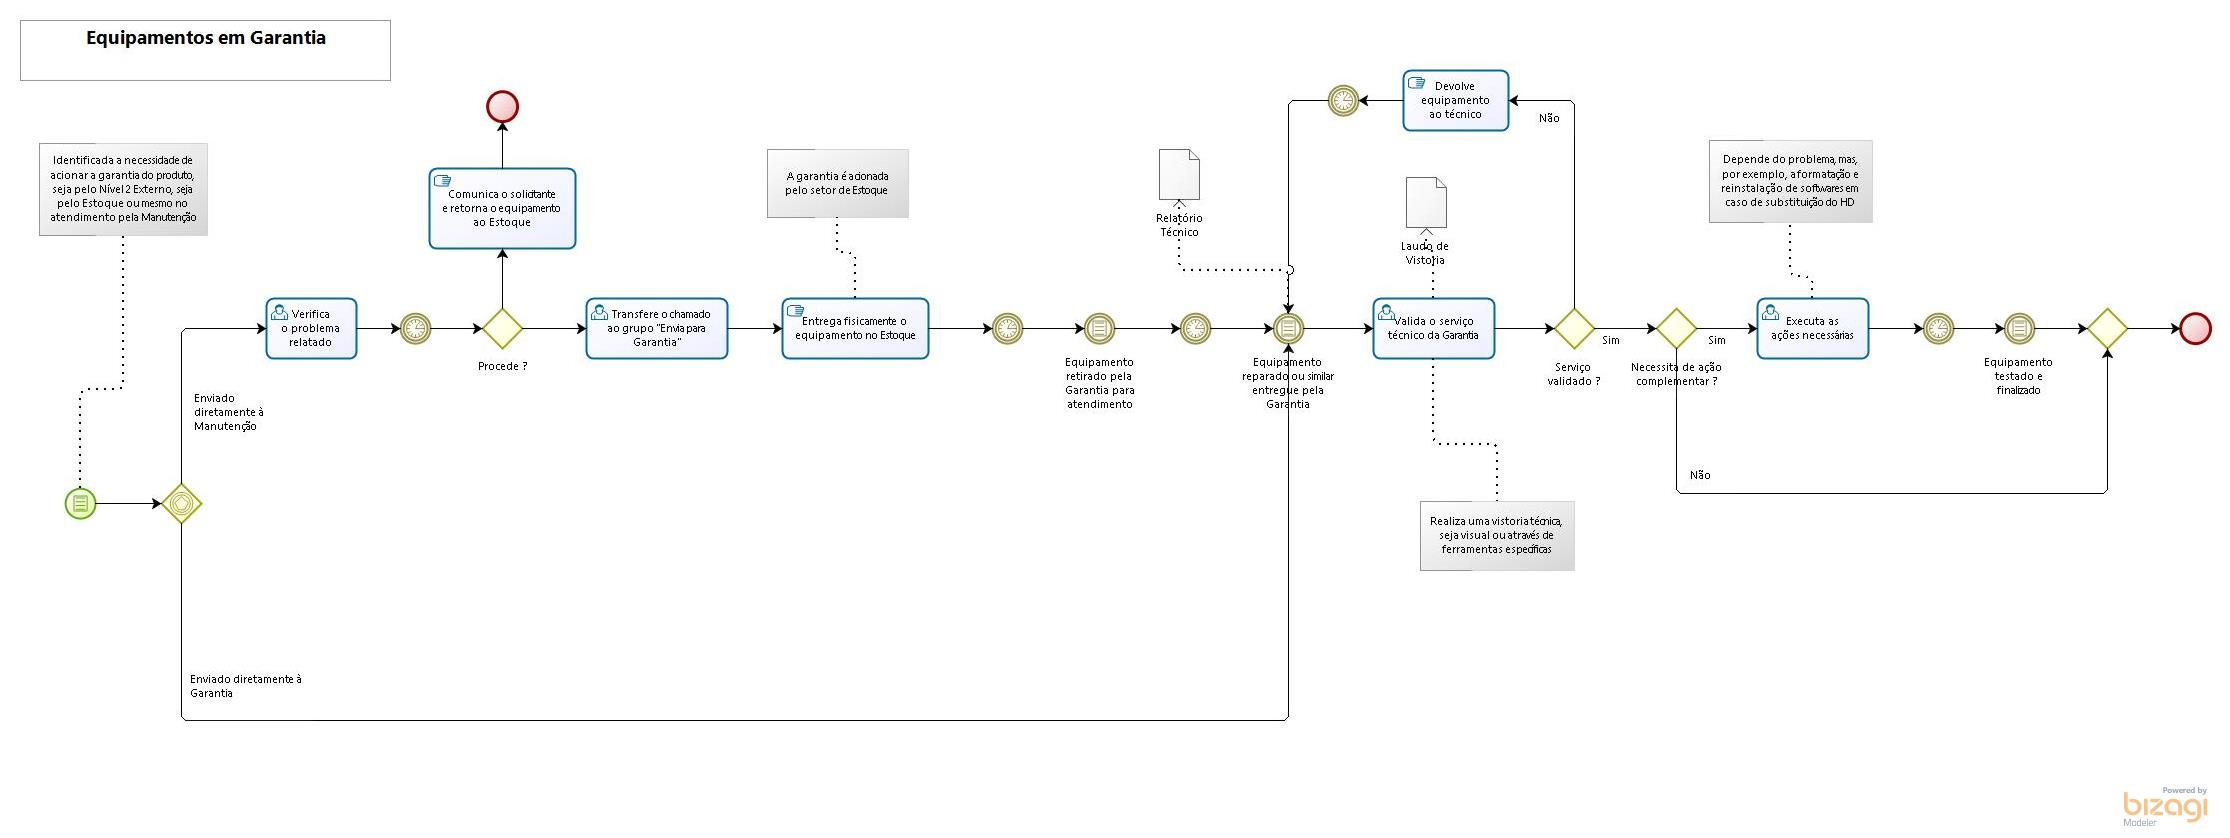 Equipamentos em Garantia
Identificada a necessidade de
acionar a garantia do produto,
seja pelo Nível 2 Externo, seja
pelo Estoque ou mesmo no
atendimento pela Manutenção
Comunica o solicitante
e retorna o equipamento
ao Estoque
A garantia é acionada
pelo setor de Estoque
Relatório
Técnico
Devolve
equipamento
ao técnico
Não
Laudo de
Vistoria
Depende do problema, mas,
por exemplo, a formatação e
reinstalação de softwares em
caso de substituição do HD
Verifica
o problema
relatado
Procede ?
Transfere o chamado
ao grupo "Envia para
Garantia"
Entrega fisicamente o
equipamento no Estoque
Equipamento
retirado pela
Garantia para
atendimento
Equipamento
reparado ou similar
entregue pela
Garantia
Valida o serviço
técnico da Garantia
Sim
Serviço
validado ?
Sim
Necessita de ação
complementar ?
Executa as
ações necessárias
Equipamento
testado e
finalizado
Enviado
diretamente à
Manutenção
Não
Realiza uma vistoria técnica,
seja visual ou através de
ferramentas específicas
Enviado diretamente à
Garantia
Powered by
bizagi
Modeler